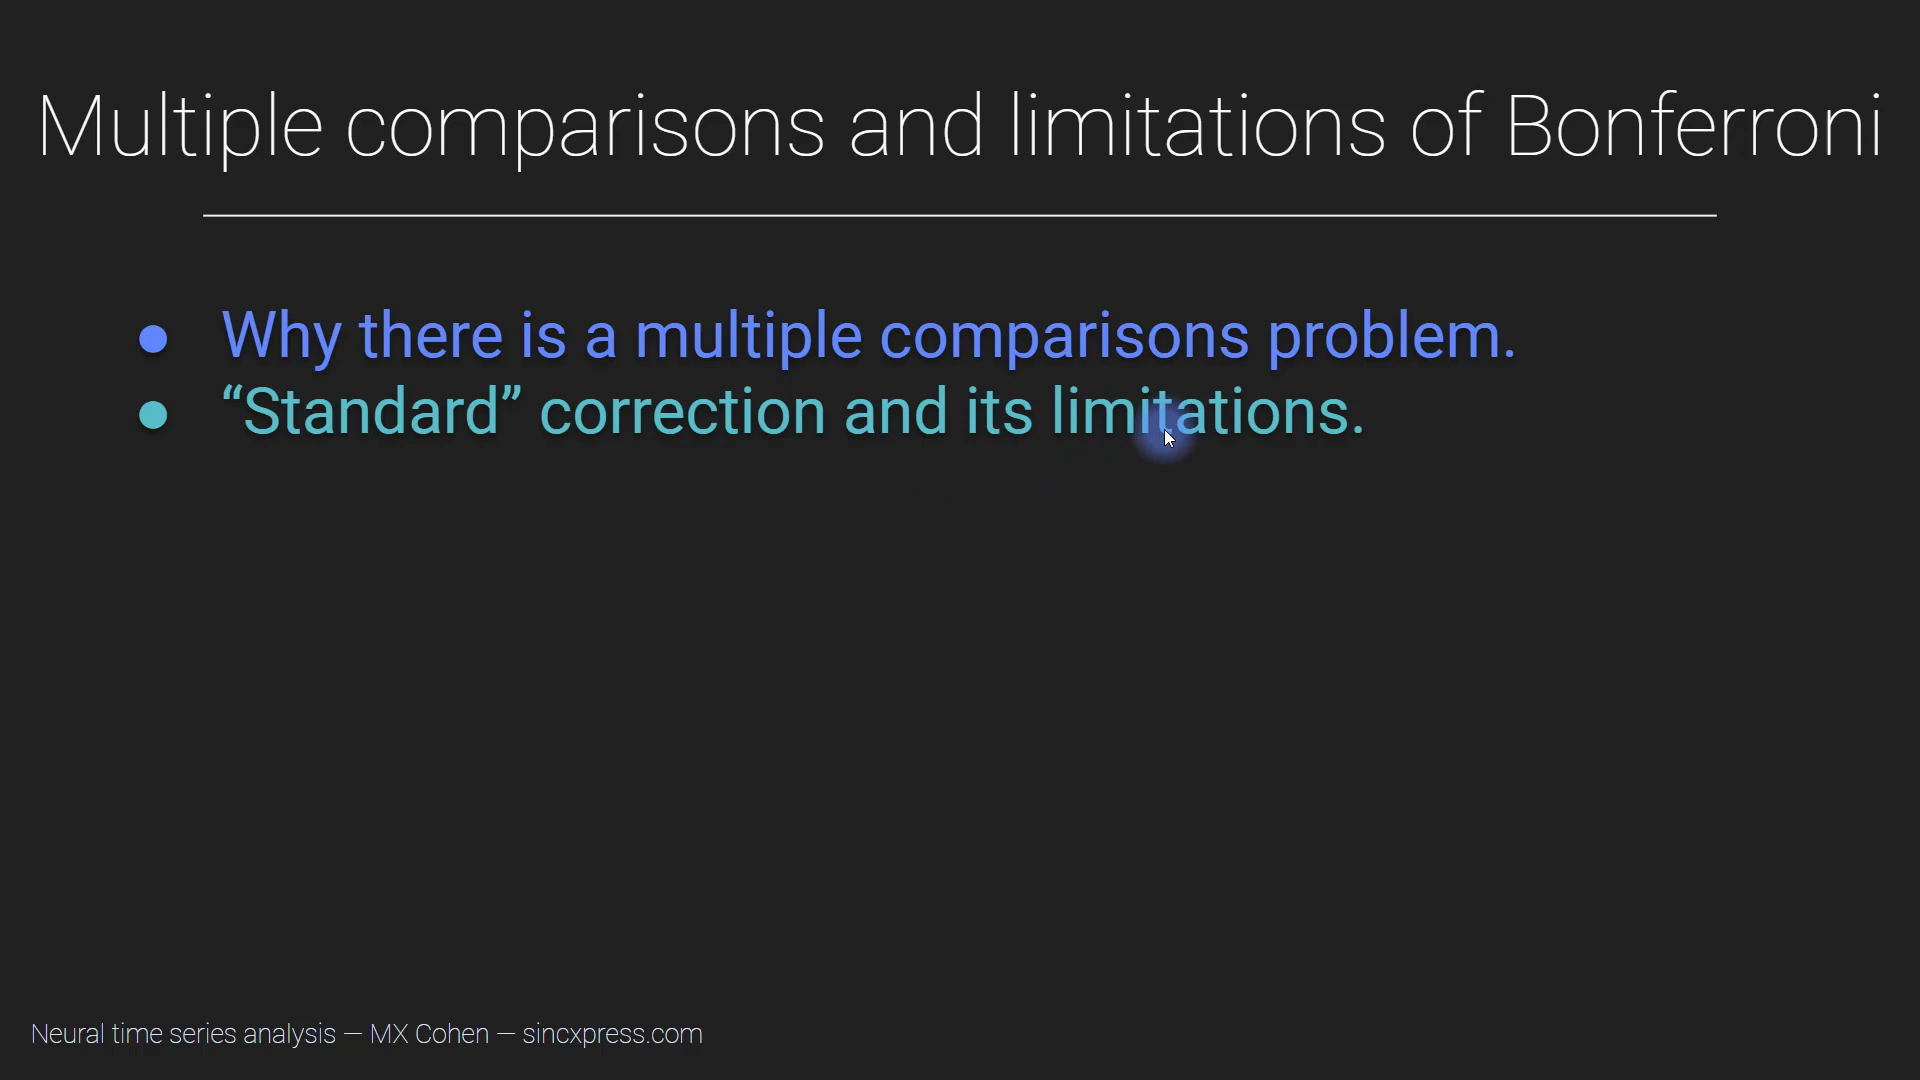 Multiple comparisons and limitations of Bonferroni
● Why there is a multiple comparisons problem.
● “Standard” correction and its limitations.
Neural time series analysis — MX Cohen — sincxpress.com